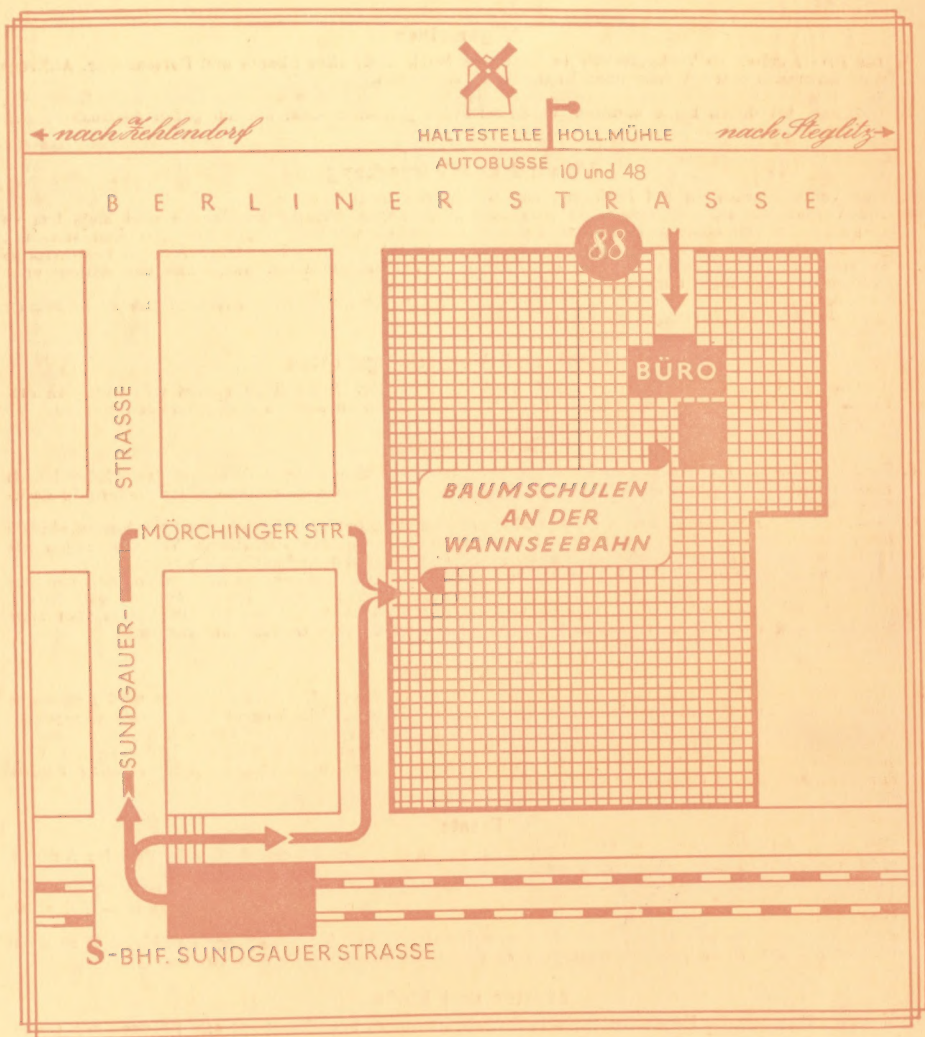 nach Zehlendorf
HALTESTELLE HOLL.MÜHLE
nach Steglitz
AUTOBUSSE 10 und 48
BERLINER STRASSE
88
BÜRO
STRASSE
BAUMSCHULEN
AN DER
WANNSEEBAHN
MÖRCHINGER STR
SUNDGAUER-
S-BHF. SUNDGAUER STRASSE